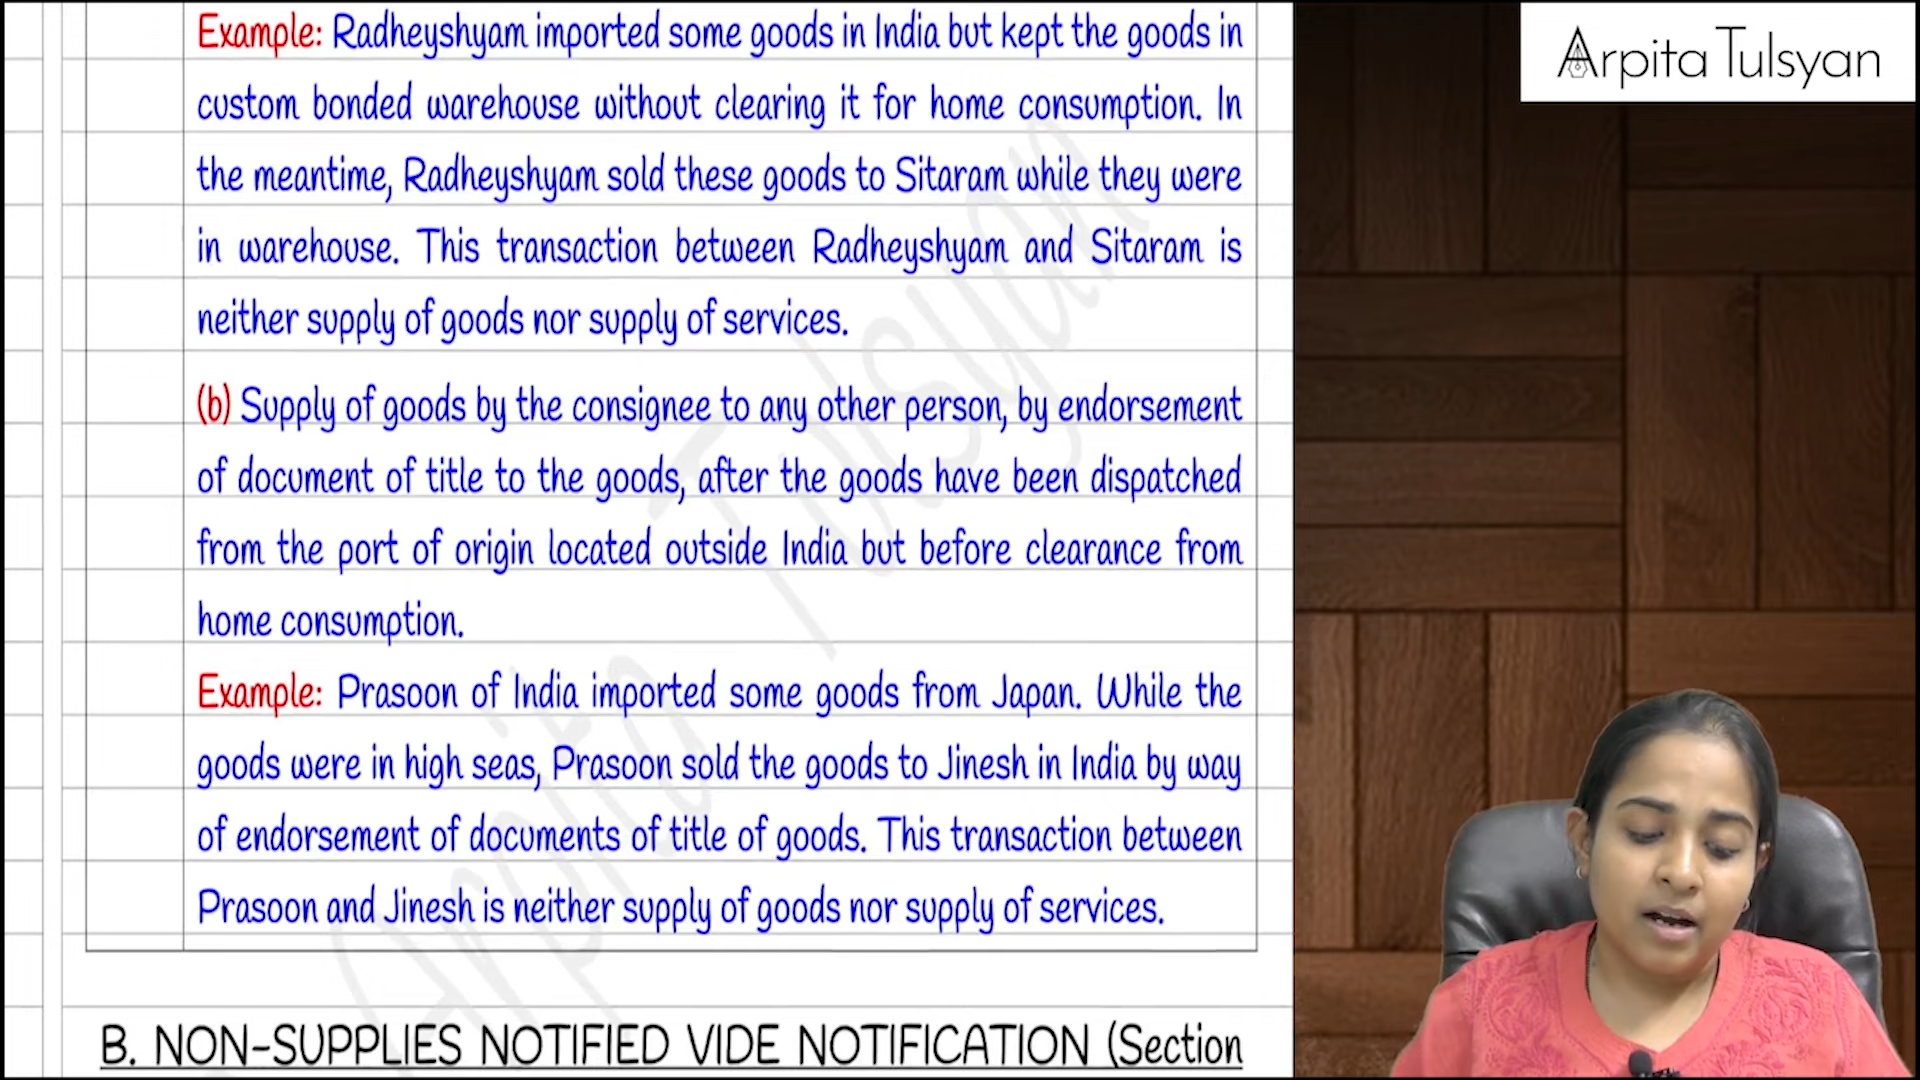 Arpita Tulsyan
Example: Radheyshyam imported some goods in India but kept the goods in
custom bonded warehouse without clearing it for home consumption. In
the meantime, Radheyshyam sold these goods to Sitaram while they were
in warehouse. This transaction between Radheyshyam and Sitaram is
neither supply of goods nor supply of services.
(b) Supply of goods by the consignee to any other person, by endorsement
of document of title to the goods, after the goods have been dispatched
from the port of origin located outside India but before clearance from
home consumption.
Example: Prasoon of India imported some goods from Japan. While the
goods were in high seas, Prasoon sold the goods to Jinesh in India by way
of endorsement of documents of title of goods. This transaction between
Prasoon and Jinesh is neither supply of goods nor supply of services.
B. NON-SUPPLIES NOTIFIED VIDE NOTIFICATION (Section
Arpita Tulsyan